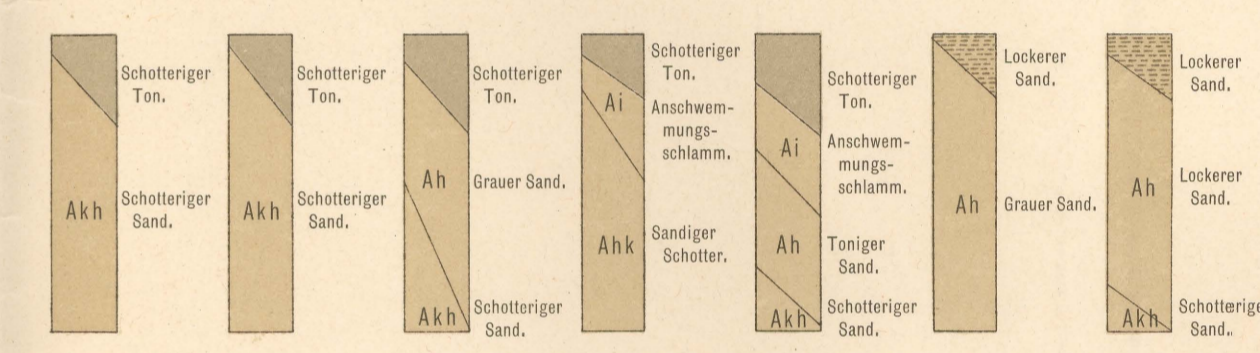 Schotteriger
Ton.
Akh
Schotteriger
Sand.
Schotteriger
Ton.
Akh
Schotteriger
Sand.
Schotteriger
Ton.
Ah
Grauer Sand.
Akh
Schotteriger
Sand.
Schotteriger
Ton.
Ai
Anschwem-
mungs-
schlamm.
Ahk
Sandiger
Schotter.
Schotteriger
Ton.
Ai
Anschwem-
mungs-
schlamm.
Ah
Toniger
Sand.
Akh
Schotteriger
Sand.
Lockerer
Sand.
Ah
Grauer Sand.
Lockerer
Sand.
Ah
Lockerer
Sand.
Akh
Schotterige
Sand.